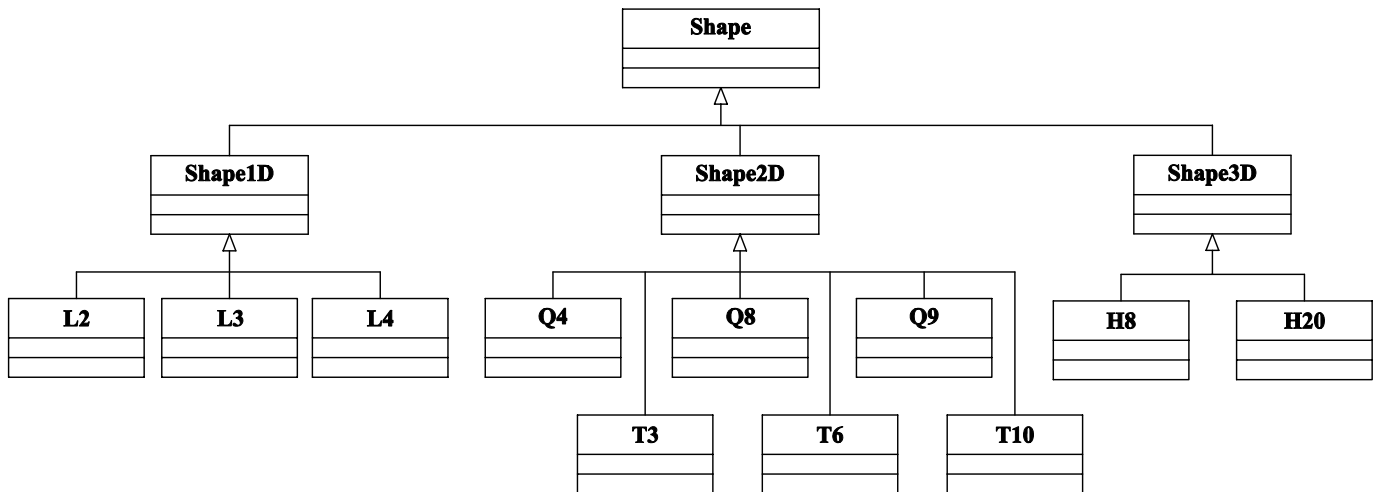 Shape
Shape1D
Shape2D
Shape3D
L2
L3
L4
Q4
Q8
Q9
H8
H20
T3
T6
T10